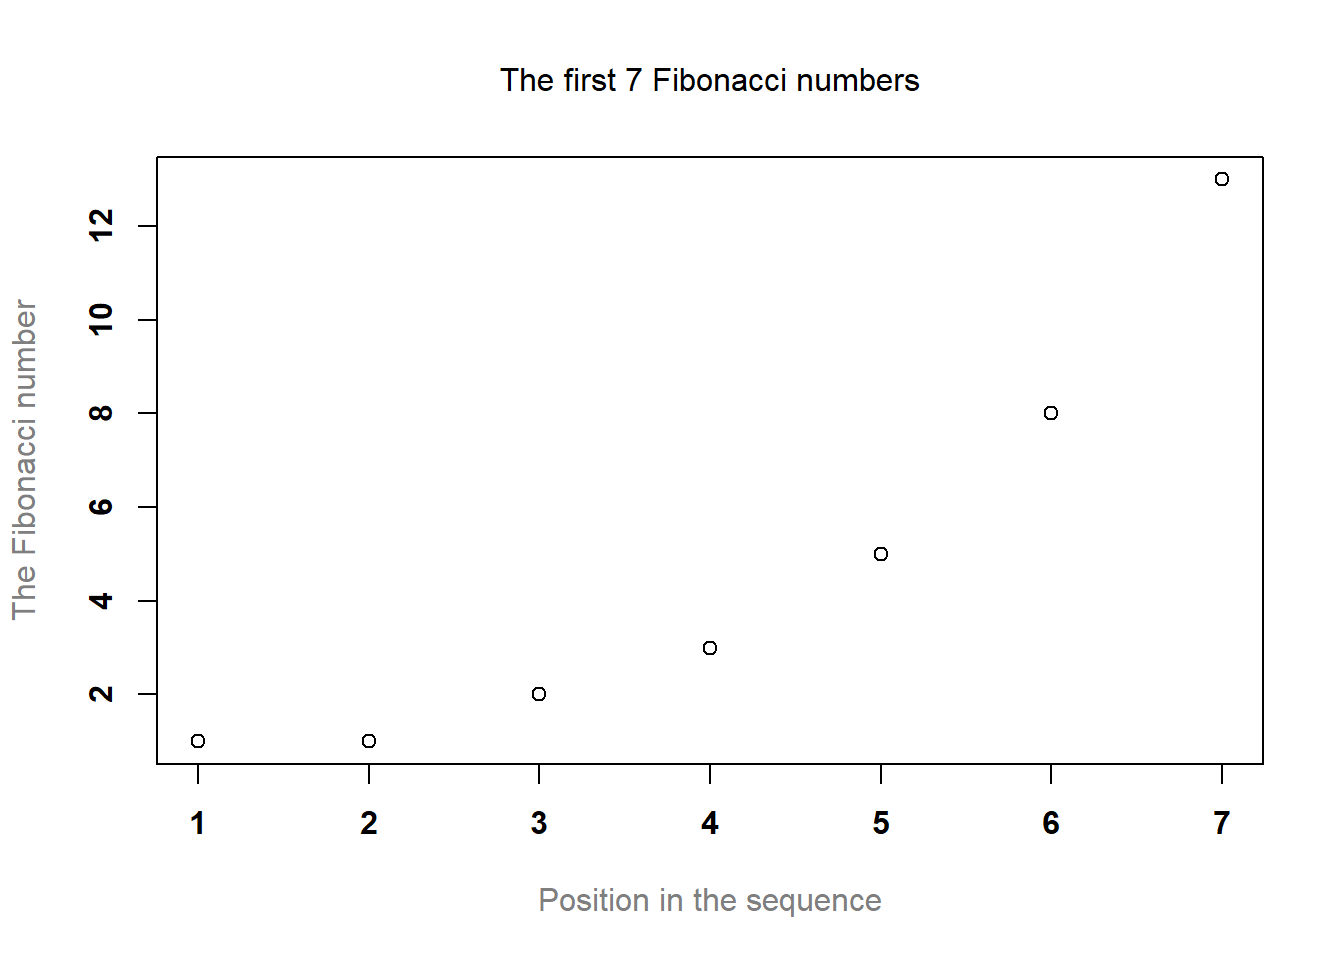 The first 7 Fibonacci numbers
The Fibonacci number
12
10
8
6
4
2
1 2 3 4 5 6 7
Position in the sequence